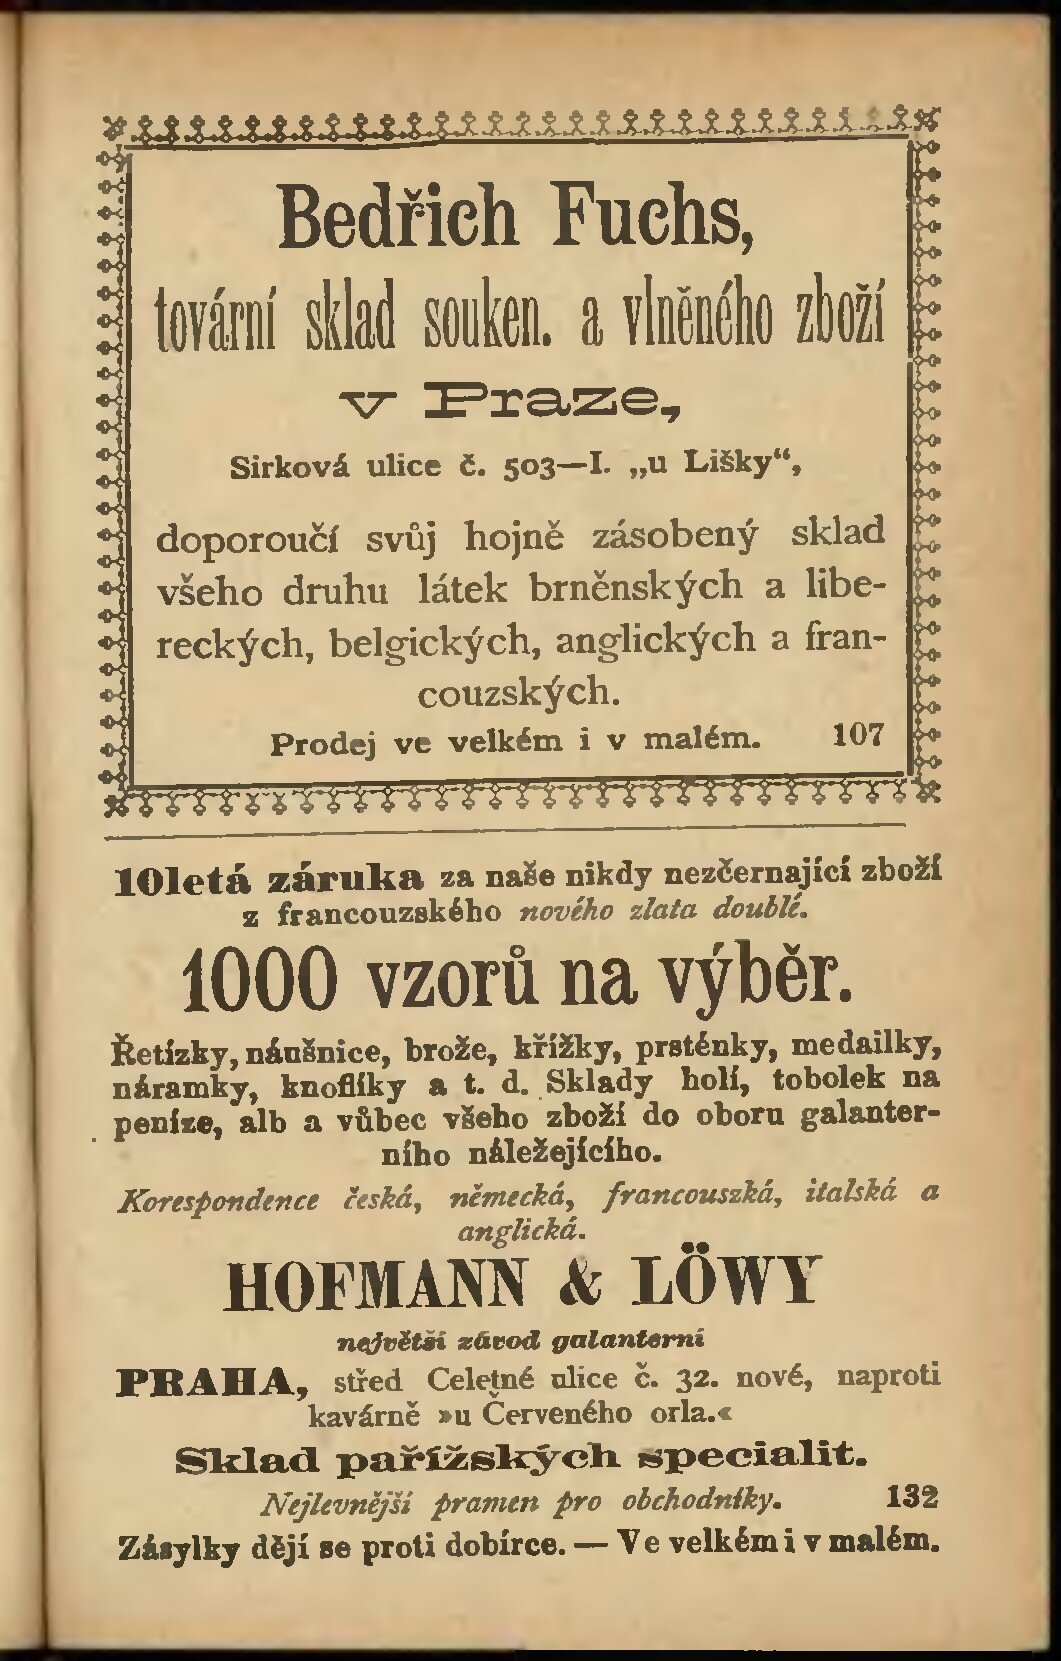 Bedřich Fuchs,
tovární sklad souken. a vlněného zboží
v Praze,
Sirková ulice č. 503—I. „u Lišky“,
doporoučí svůj hojně zásobený sklad
všeho druhu látek brněnských a libe-
reckých, belgických, anglických a fran-
couzských.
Prodej ve velkém i v malém. 107
10letá záruka za naše nikdy nezčernající zboží
z francouzského nového zlata doublé.
1000 vzorů na výběr.
Řetízky, náušnice, brože, křížky, prsténky, medailky,
náramky, knoflíky a t. d. Sklady holí, tobolek na
peníze, alb a vůbec všeho zboží do oboru galanter-
ního náležejícího.
Korespondence česká, německá, francouszká, italská a
anglická.
HOFMANN & LÖWY
největší závod galanterní
PRAHA, střed Celetné ulice č. 32. nové, naproti
kavárně »u Červeného orla.«
Sklad pařížských specialit.
Nejlevnější pramen pro obchodníky. 132
Zásylky dějí se proti dobírce. — Ve velkém i v malém.